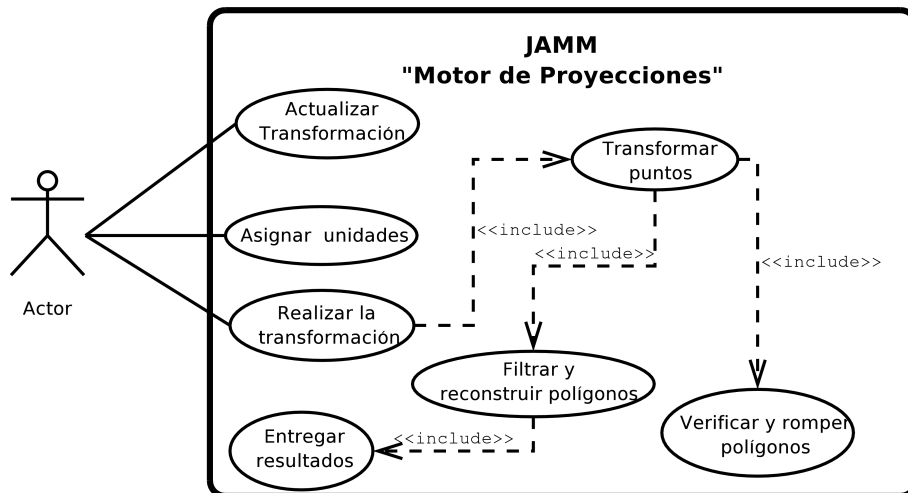 JAMM
"Motor de Proyecciones"
Actualizar
Transformación
Transformar
puntos
Asignar unidades
<<include>>
<<include>>
<<include>>
Actor
Realizar la
transformación
Filtrar y
reconstruir polígonos
Verificar y romper
polígonos
Entregar
resultados
<<include>>